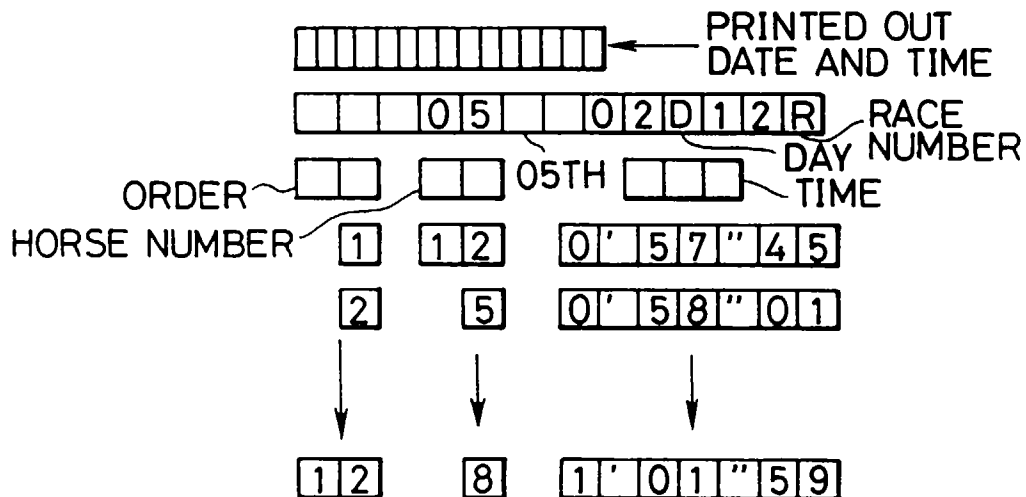 PRINTED OUT
DATE AND TIME
05 02D12R
RACE
NUMBER
DAY
05TH
ORDER
TIME
HORSE NUMBER
1 12 0'57"45
2 5 0'58"01
12 8 1'01"59